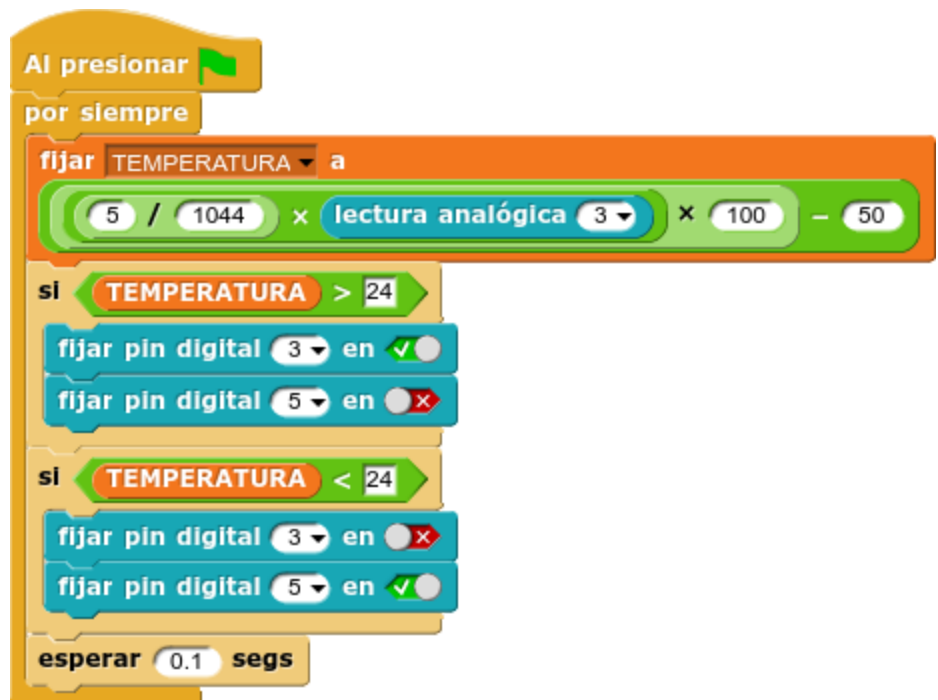 Al presionar
por siempre
fijar TEMPERATURA a
5 / 1044 × lectura analógica 3 × 100 − 50
si TEMPERATURA > 24
fijar pin digital 3 en
fijar pin digital 5 en
si TEMPERATURA < 24
fijar pin digital 3 en
fijar pin digital 5 en
esperar 0.1 segs